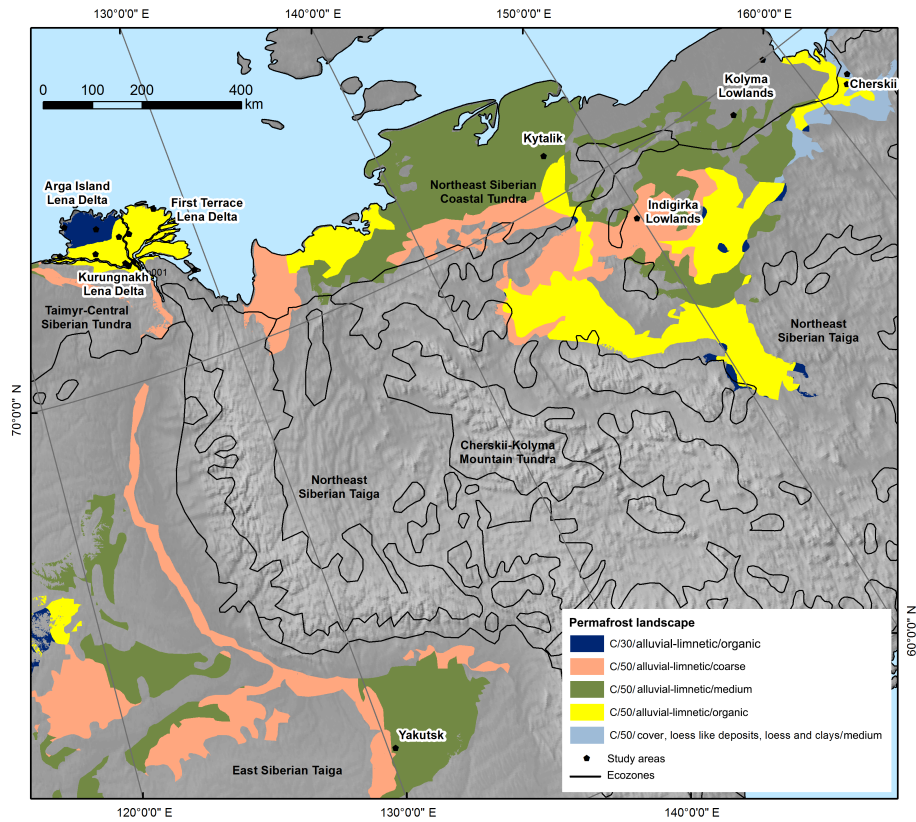 130°0'0" E
140°0'0" E
150°0'0" E
160°0'0" E
0 100 200 400
km
Kolyma
Lowlands
Cherskii
Kytalik
Arga Island
Lena Delta
First Terrace
Lena Delta
Northeast Siberian
Coastal Tundra
Indigirka
Lowlands
001
Kurungnakh
Lena Delta
Taimyr-Central
Siberian Tundra
Northeast
Siberian Taiga
70°0'0" N
Cherskii-Kolyma
Mountain Tundra
Northeast
Siberian Taiga
60°0'0" N
Permafrost landscape
C/30/alluvial-limnetic/organic
C/50/alluvial-limnetic/coarse
C/50/alluvial-limnetic/medium
C/50/alluvial-limnetic/organic
C/50/cover, loess like deposits, loess and clays/medium
Study areas
Ecozones
Yakutsk
East Siberian Taiga
120°0'0" E
130°0'0" E
140°0'0" E